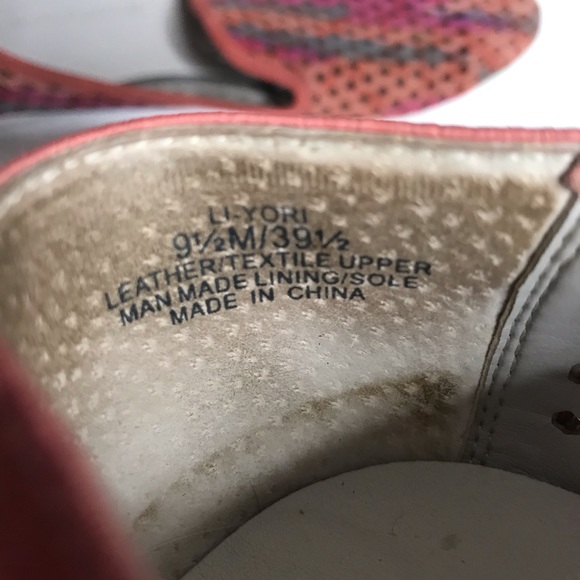 LI-YORI
9½M/39½
LEATHER/TEXTILE UPPER
MAN MADE LINING/SOLE
MADE IN CHINA